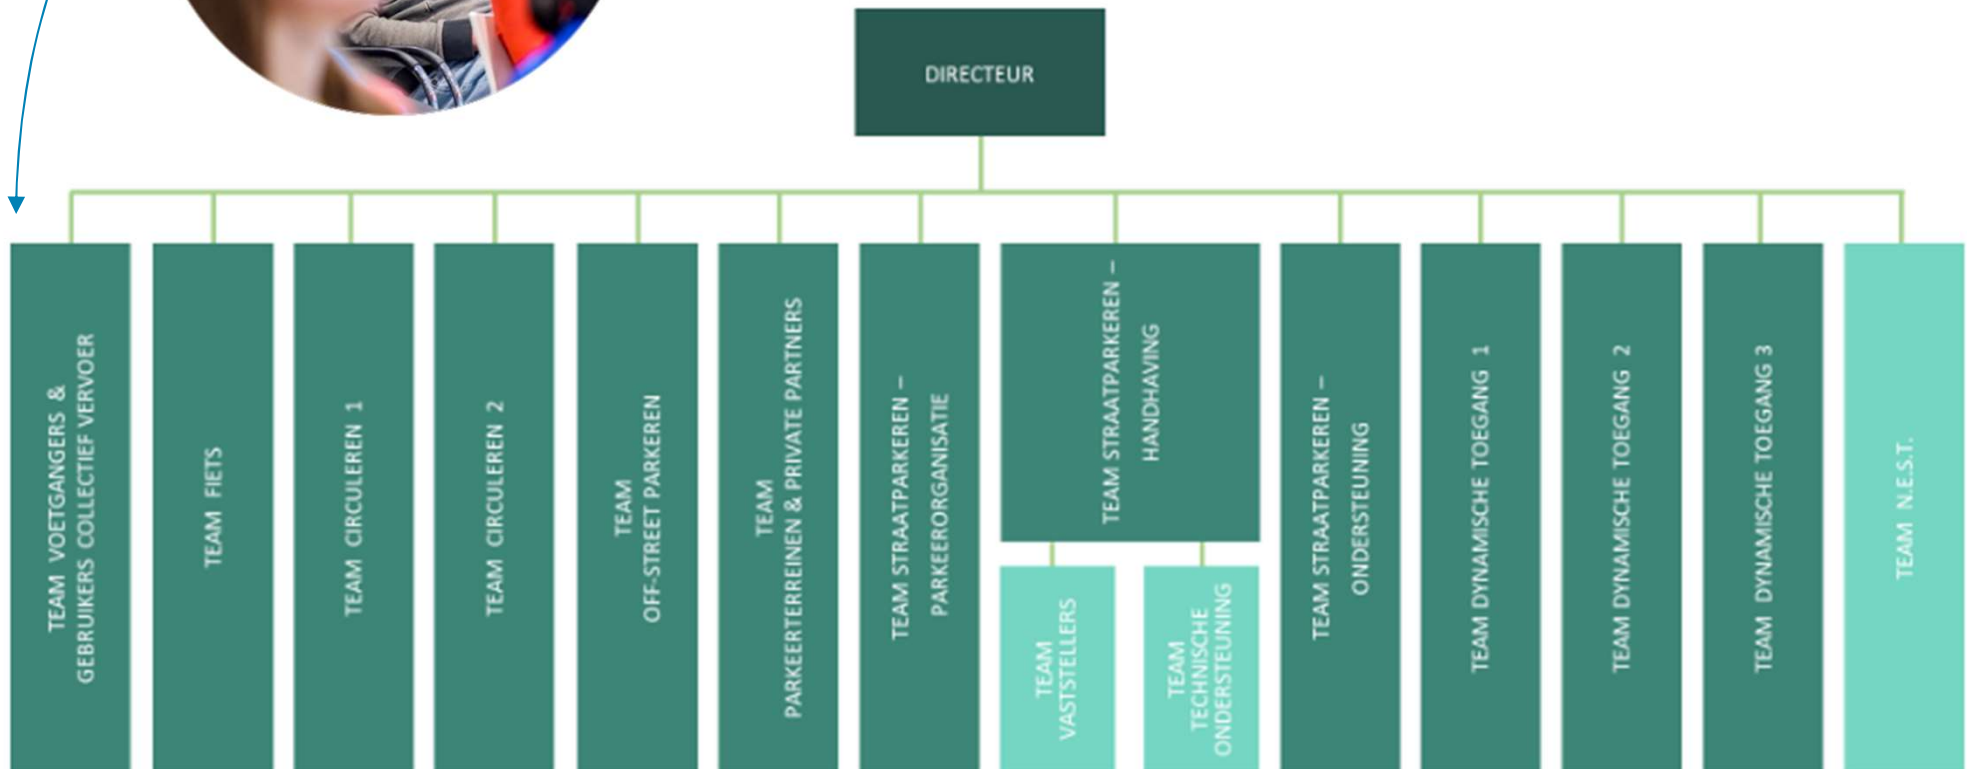 DIRECTEUR
TEAM VOETGANGERS &
GEBRUIKERS COLLECTIEF VERVOER
TEAM FIETS
TEAM CIRCULEREN 1
TEAM CIRCULEREN 2
TEAM
OFF-STREET PARKEREN
TEAM
PARKEERTERREINEN & PRIVATE PARTNERS
TEAM STRAATPARKEREN –
PARKEERORGANISATIE
TEAM STRAATPARKEREN –
HANDHAVING
TEAM
VASTSTELLERS
TEAM
TECHNISCHE
ONDERSTEUNING
TEAM STRAATPARKEREN –
ONDERSTEUNING
TEAM DYNAMISCHE TOEGANG 1
TEAM DYNAMISCHE TOEGANG 2
TEAM DYNAMISCHE TOEGANG 3
TEAM N.E.S.T.